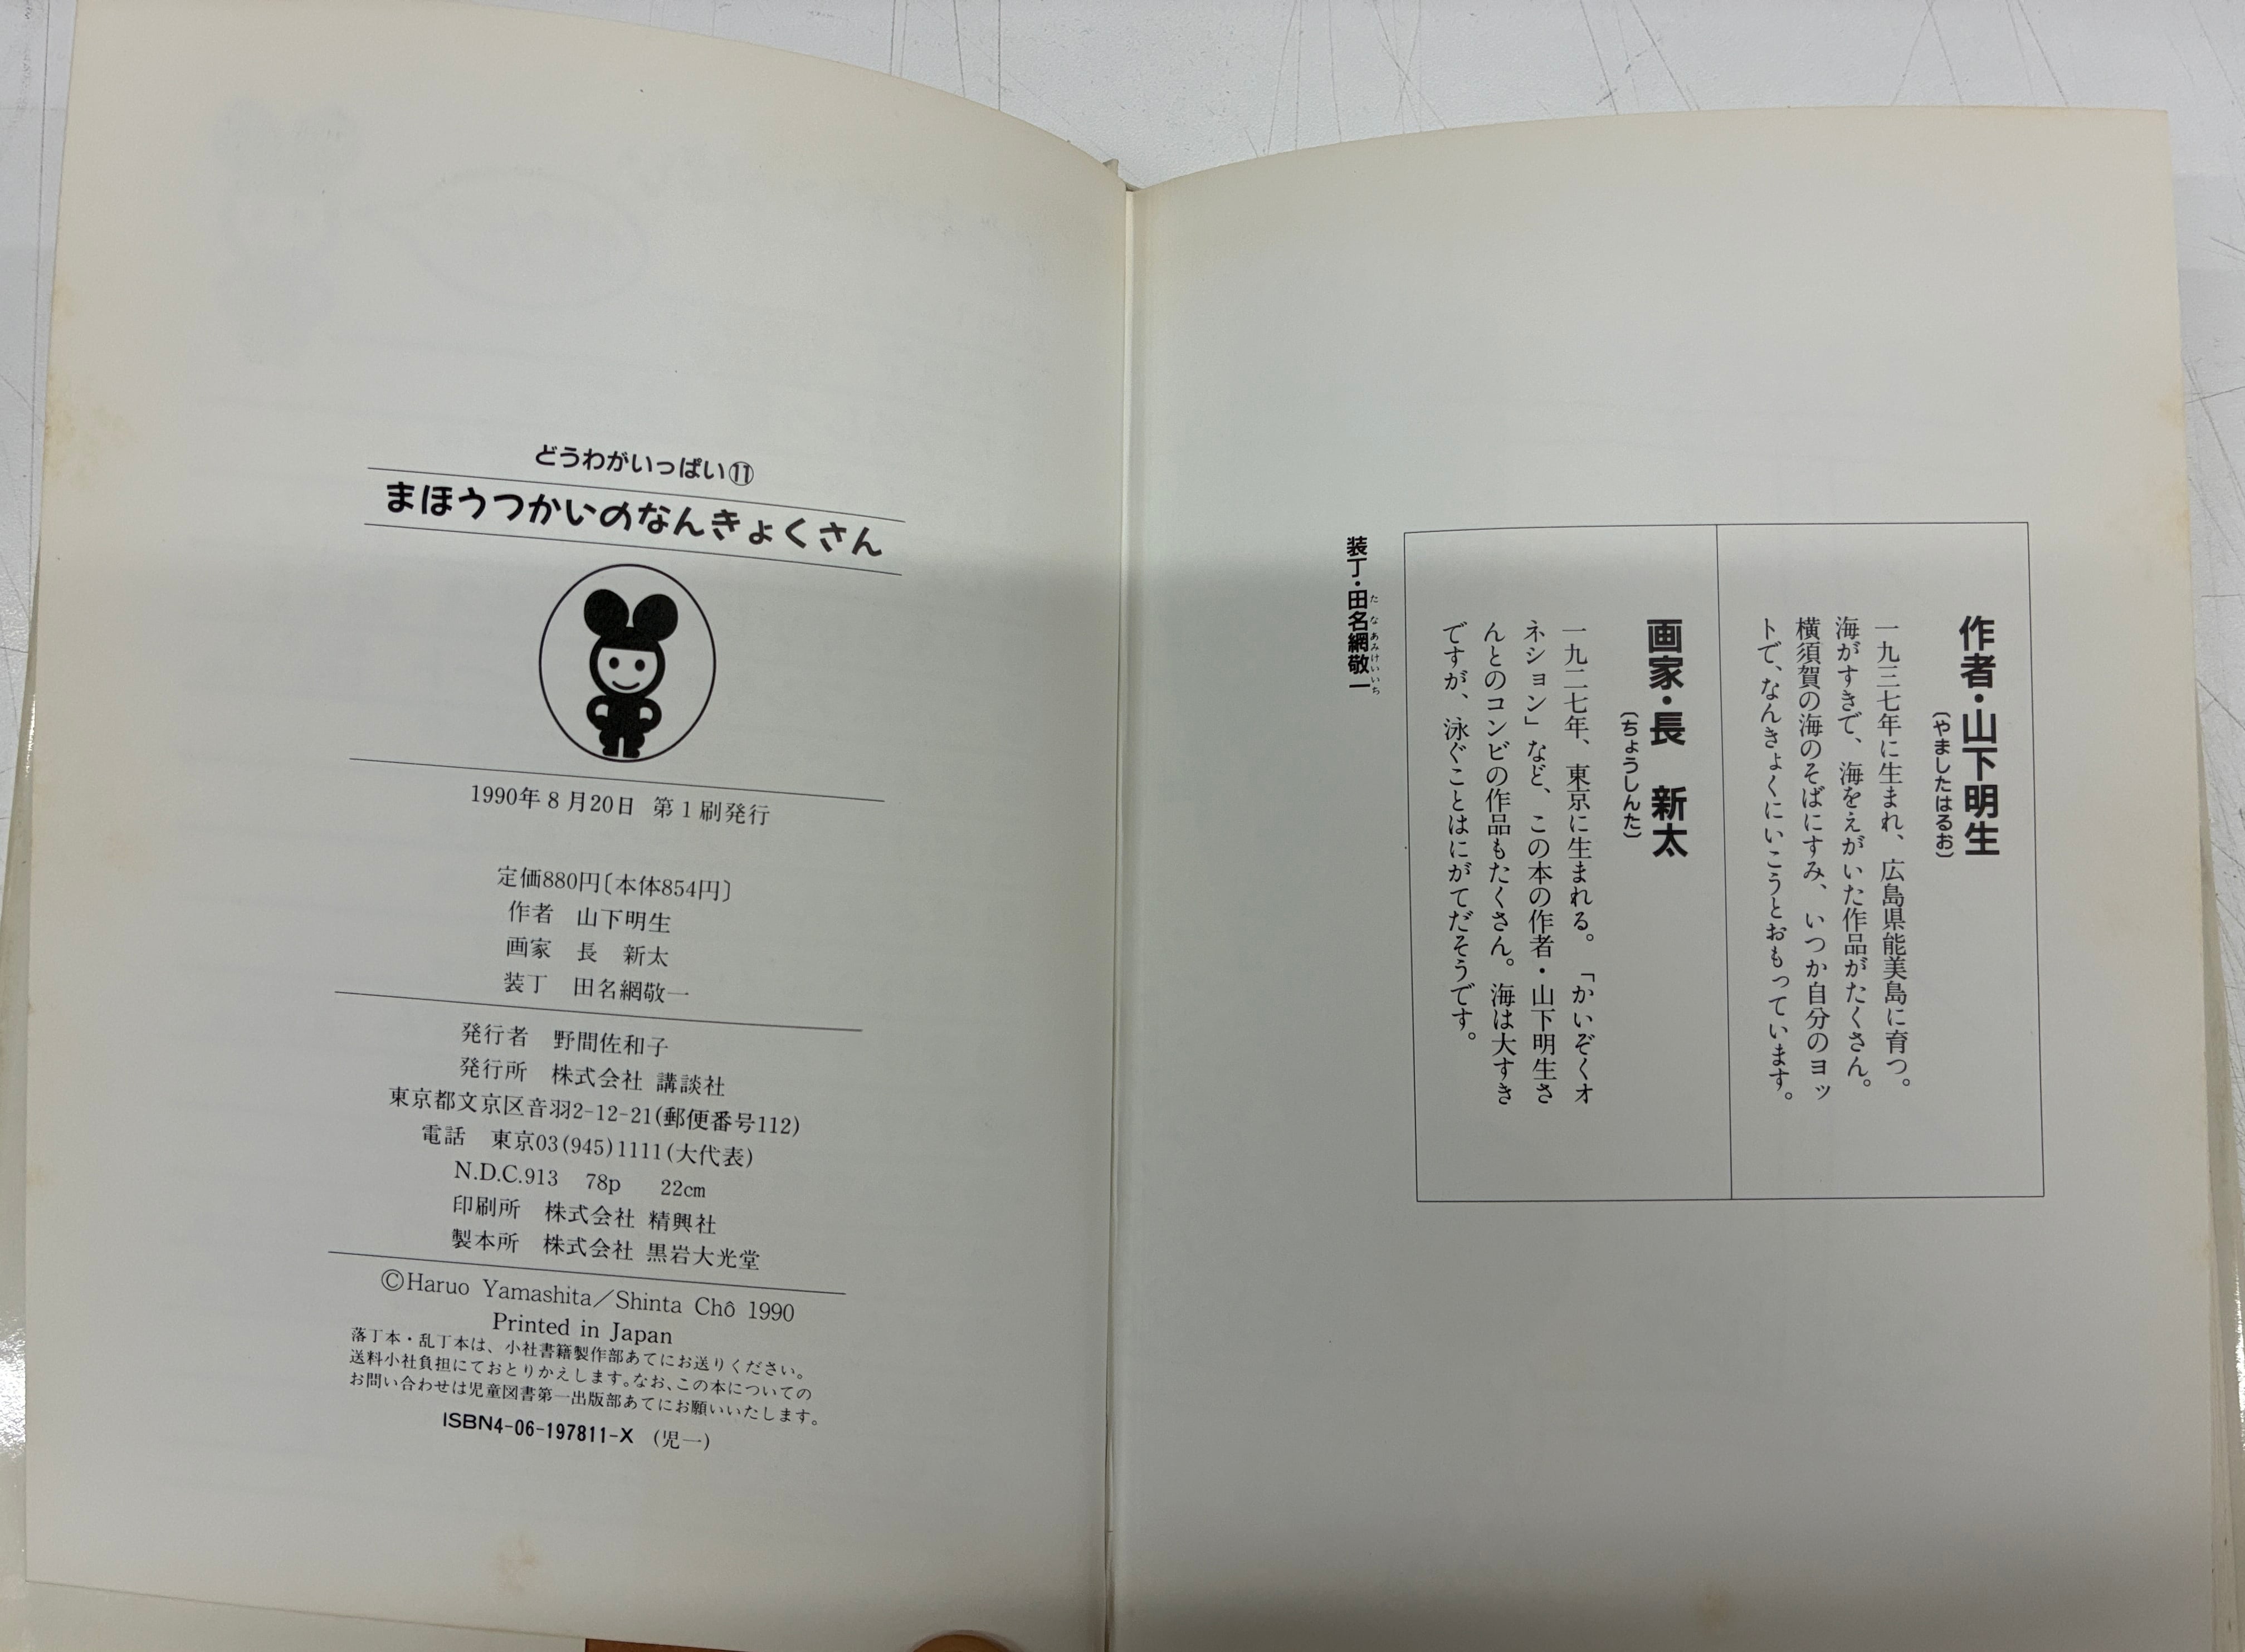 作者・山下明生
(やましたはるお)
一九三七年に生まれ、広島県能美島に育つ。
海がすきで、海をえがいた作品がたくさん。
横須賀の海のそばにすみ、いつか自分のヨッ
トで、なんきょくにいこうとおもっています。
画家・長 新太
(ちょうしんた)
一九二七年、東京に生まれる。「かいぞくオ
ネション」など、この本の作者・山下明生さ
んとのコンビの作品もたくさん。海は大すき
ですが、泳ぐことはにがてだそうです。
装丁・田名網敬一
たなあみけいいち
どうわがいっぱい⑪
まほうつかいのなんきょくさん
1990年8月20日 第1刷発行
定価880円〔本体854円〕
作者 山下明生
画家 長 新太
装丁 田名網敬一
発行者 野間佐和子
発行所 株式会社 講談社
東京都文京区音羽2-12-21(郵便番号112)
電話 東京03(945)1111(大代表)
N.D.C.913 78p 22cm
印刷所 株式会社 精興社
製本所 株式会社 黒岩大光堂
©Haruo Yamashita/Shinta Chô 1990
Printed in Japan
落丁本・乱丁本は、小社書籍製作部あてにお送りください。
送料小社負担にておとりかえします。なお、この本についての
お問い合わせは児童図書第一出版部あてにお願いいたします。
ISBN4-06-197811-X (児一)